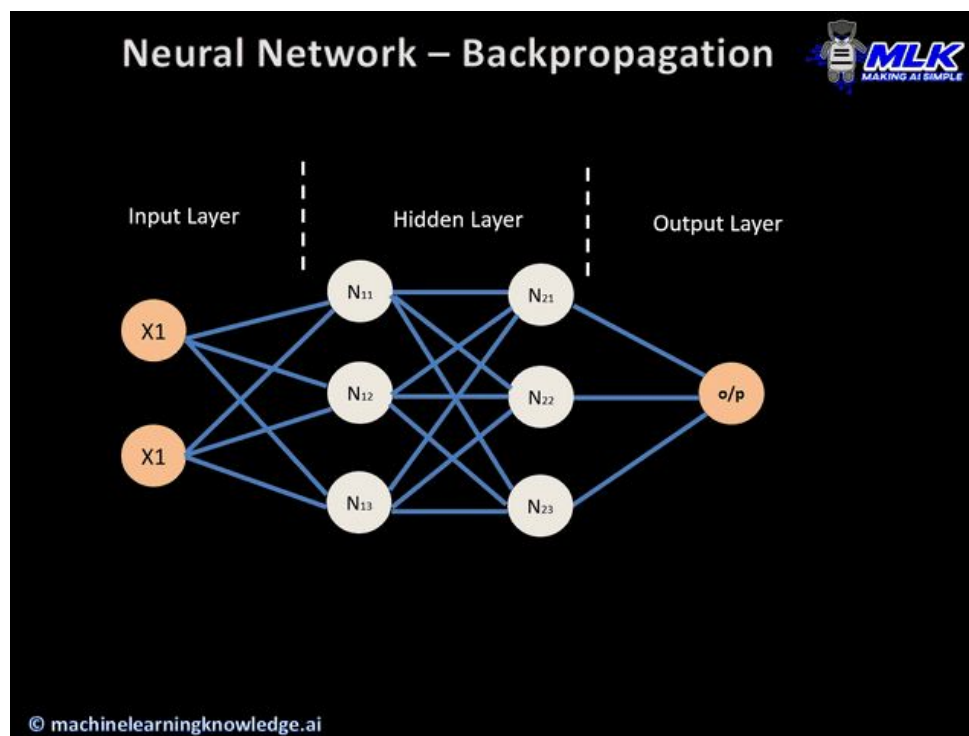 Neural Network – Backpropagation
MLK
MAKING AI SIMPLE
Input Layer
Hidden Layer
Output Layer
N₁₁
N₂₁
X1
N₁₂
N₂₂
o/p
X1
N₁₃
N₂₃
© machinelearningknowledge.ai